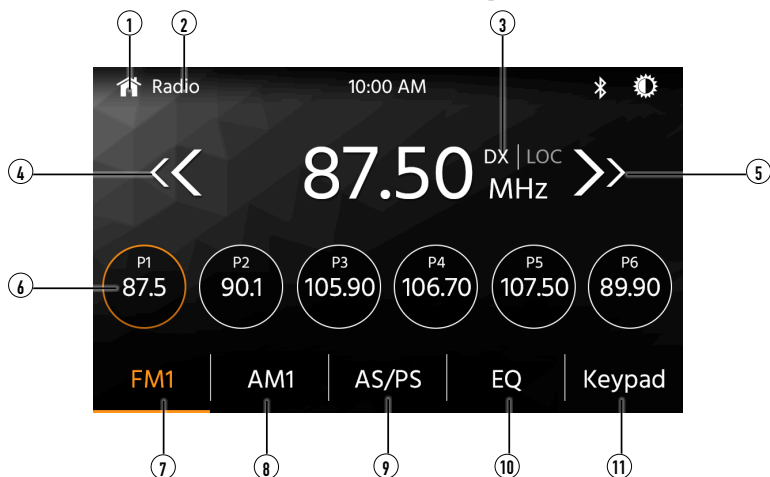 1 2 3
Radio 10:00 AM
4 87.50 DX | LOC 5
MHz
P1 P2 P3 P4 P5 P6
6 87.5 90.1 105.90 106.70 107.50 89.90
FM1 AM1 AS/PS EQ Keypad
7 8 9 10 11